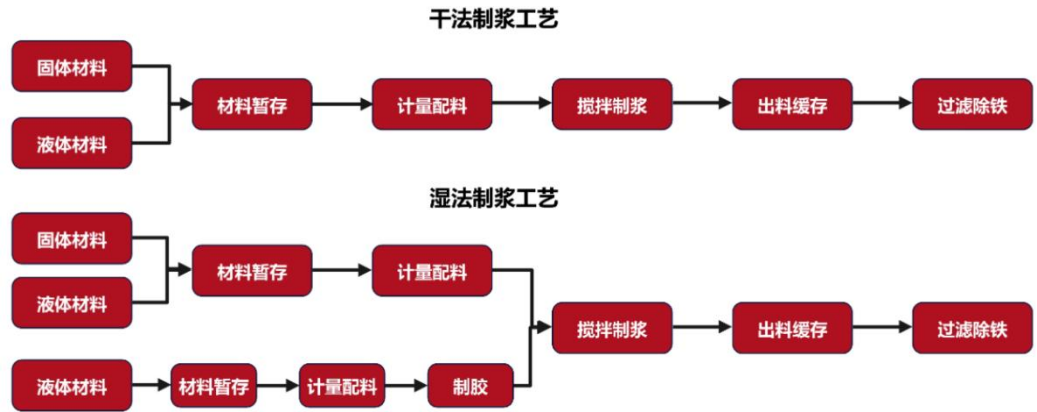 干法制浆工艺
固体材料
液体材料
材料暂存
计量配料
搅拌制浆
出料缓存
过滤除铁
湿法制浆工艺
固体材料
液体材料
材料暂存
计量配料
液体材料
材料暂存
计量配料
制胶
搅拌制浆
出料缓存
过滤除铁